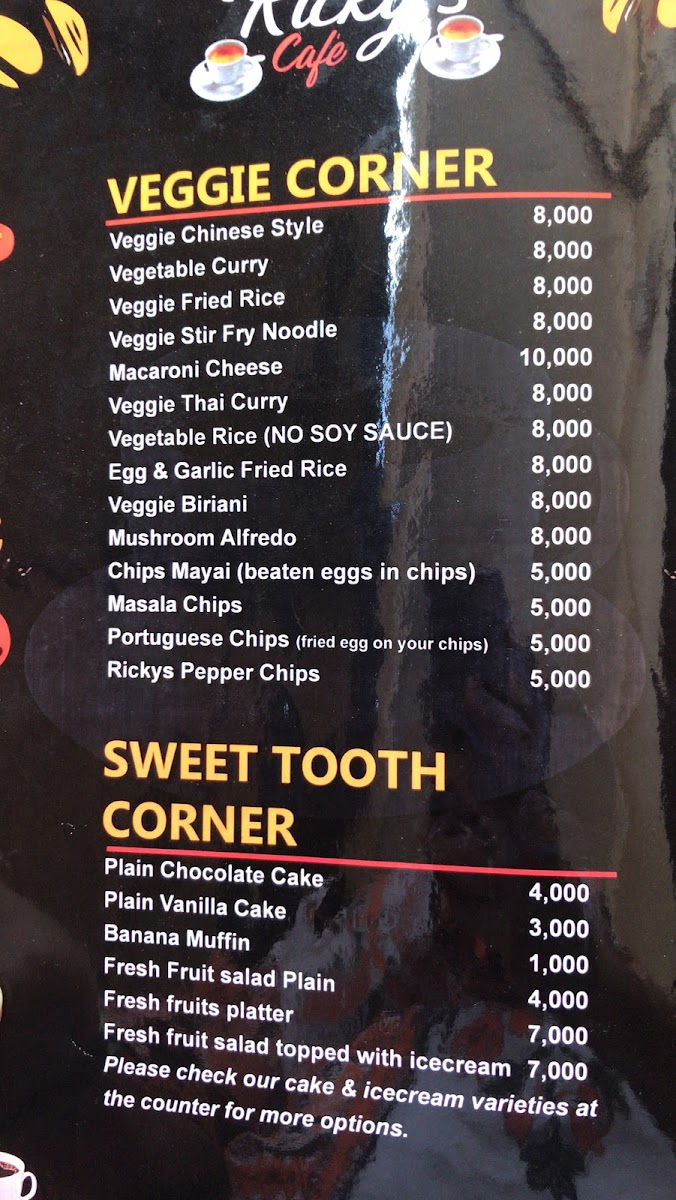 Ricky's
Café
VEGGIE CORNER
Veggie Chinese Style 8,000
Vegetable Curry 8,000
Veggie Fried Rice 8,000
Veggie Stir Fry Noodle 8,000
Macaroni Cheese 10,000
Veggie Thai Curry 8,000
Vegetable Rice (NO SOY SAUCE) 8,000
Egg & Garlic Fried Rice 8,000
Veggie Biriani 8,000
Mushroom Alfredo 8,000
Chips Mayai (beaten eggs in chips) 5,000
Masala Chips 5,000
Portuguese Chips (fried egg on your chips) 5,000
Rickys Pepper Chips 5,000
SWEET TOOTH
CORNER
Plain Chocolate Cake 4,000
Plain Vanilla Cake 3,000
Banana Muffin 1,000
Fresh Fruit salad Plain 4,000
Fresh fruits platter 7,000
Fresh fruit salad topped with icecream 7,000
Please check our cake & icecream varieties at
the counter for more options.